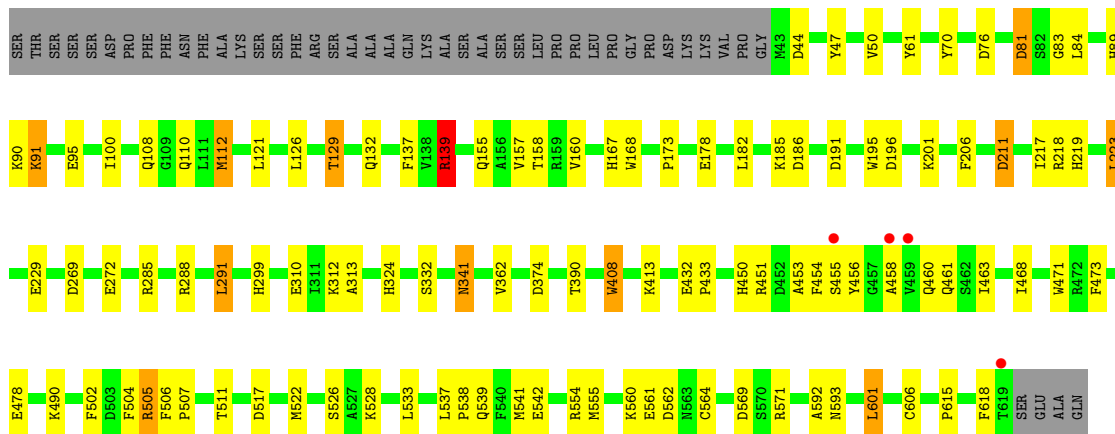 SER THR SER SER SER SER ASP PRO PHE PHE ASN PHE ALA LYS SER SER PHE ARG SER ALA ALA ALA ALA GLN LYS ALA SER ALA SER SER LEU LEU PRO PRO LEU PRO GLY PRO ASP LYS LYS VAL PRO GLY M43 D44 Y47 V50 Y61 Y70 D76 D81 S82 G83 L84 H89
K90 K91 E95 I100 Q108 G109 Q110 L111 M112 L121 L126 T129 Q132 F137 V138 R139 Q155 A156 V157 T158 R159 V160 H167 W168 P173 E178 L182 K185 D186 D191 W195 D196 K201 F206 D211 I217 R218 H219 L223
E229 D269 E272 R285 R288 L291 H299 E310 I311 K312 A313 H324 S332 N341 V362 D374 T390 W408 K413 E432 P433 H450 R451 D452 A453 F454 S455 Y456 G457 A458 V459 Q460 Q461 S462 I463 I468 W471 R472 F473
E478 K490 F502 D503 F504 R505 F506 P507 T511 D517 M522 S526 A527 K528 L533 L537 P538 Q539 F540 M541 E542 R554 M555 K560 E561 D562 N563 C564 D569 S570 R571 A592 N593 L601 C606 P615 F618 T619 SER GLU ALA GLN